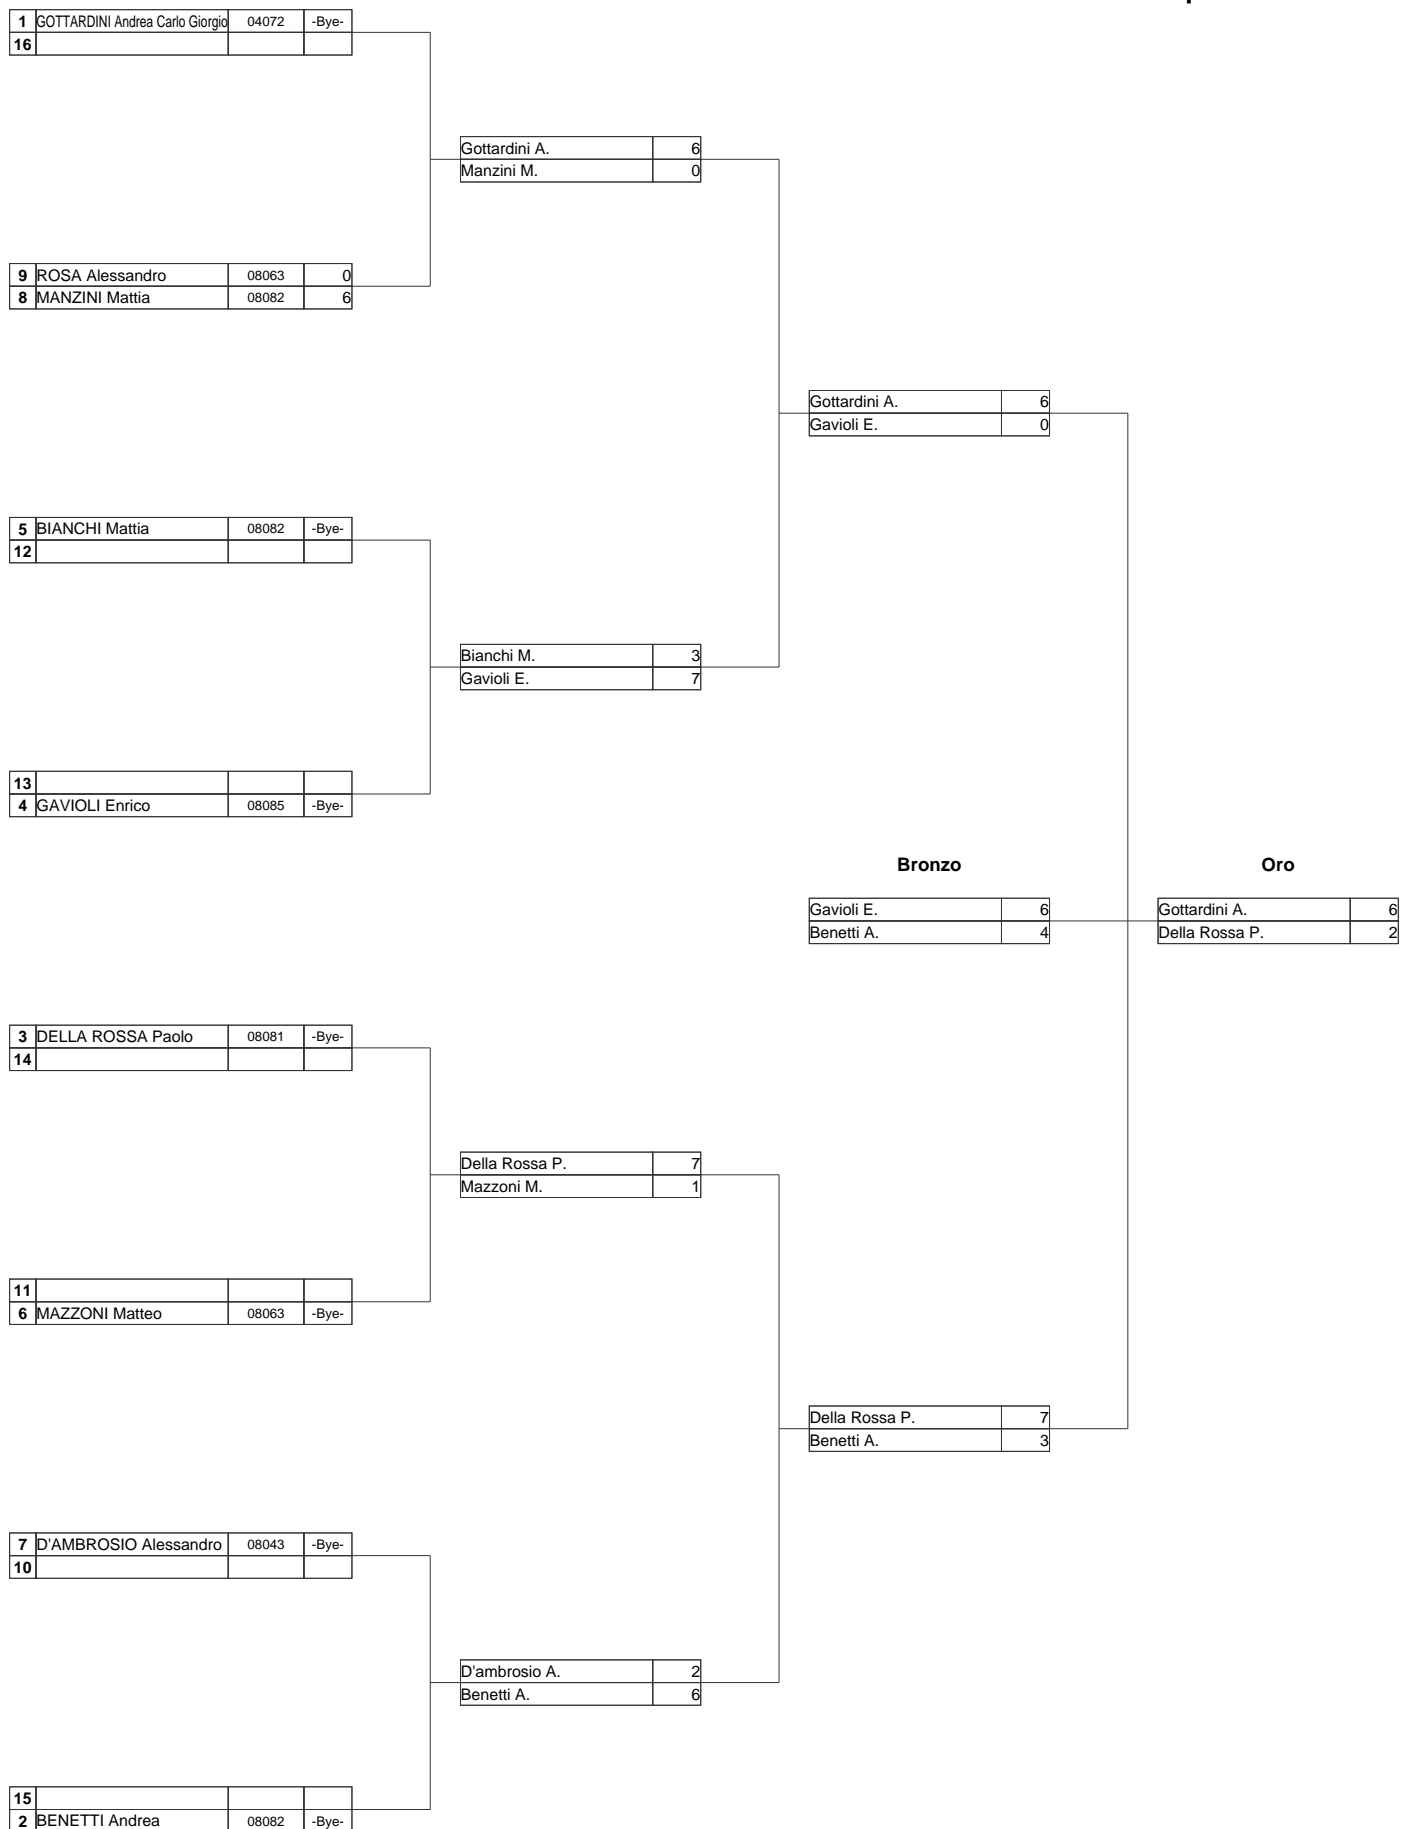 1 GOTTARDINI Andrea Carlo Giorgio 04072 -Bye-
16
Gottardini A. 6
Manzini M. 0
9 ROSA Alessandro 08063 0
8 MANZINI Mattia 08082 6
Gottardini A. 6
Gavioli E. 0
5 BIANCHI Mattia 08082 -Bye-
12
Bianchi M. 3
Gavioli E. 7
13
4 GAVIOLI Enrico 08085 -Bye-
Bronzo Oro
Gavioli E. 6 Gottardini A. 6
Benetti A. 4 Della Rossa P. 2
3 DELLA ROSSA Paolo 08081 -Bye-
14
Della Rossa P. 7
Mazzoni M. 1
11
6 MAZZONI Matteo 08063 -Bye-
Della Rossa P. 7
Benetti A. 3
7 D'AMBROSIO Alessandro 08043 -Bye-
10
D'ambrosio A. 2
Benetti A. 6
15
2 BENETTI Andrea 08082 -Bye-